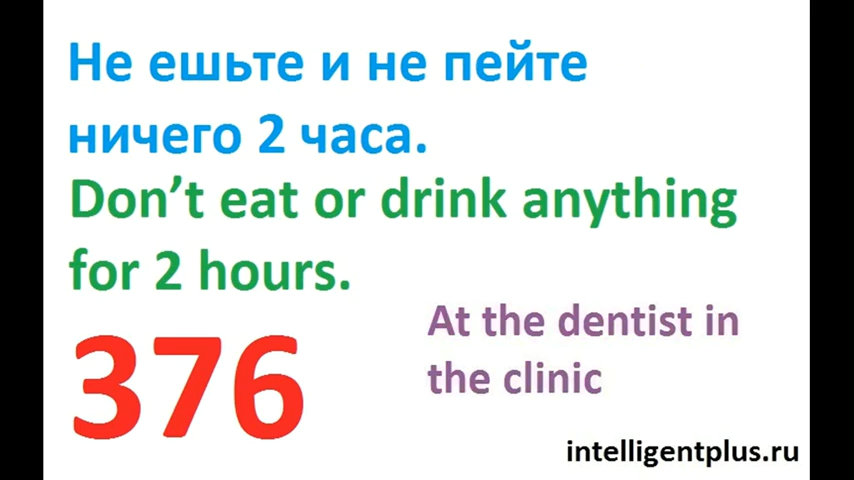 Не ешьте и не пейте
ничего 2 часа.
Don’t eat or drink anything
for 2 hours.
376
At the dentist in
the clinic
intelligentplus.ru